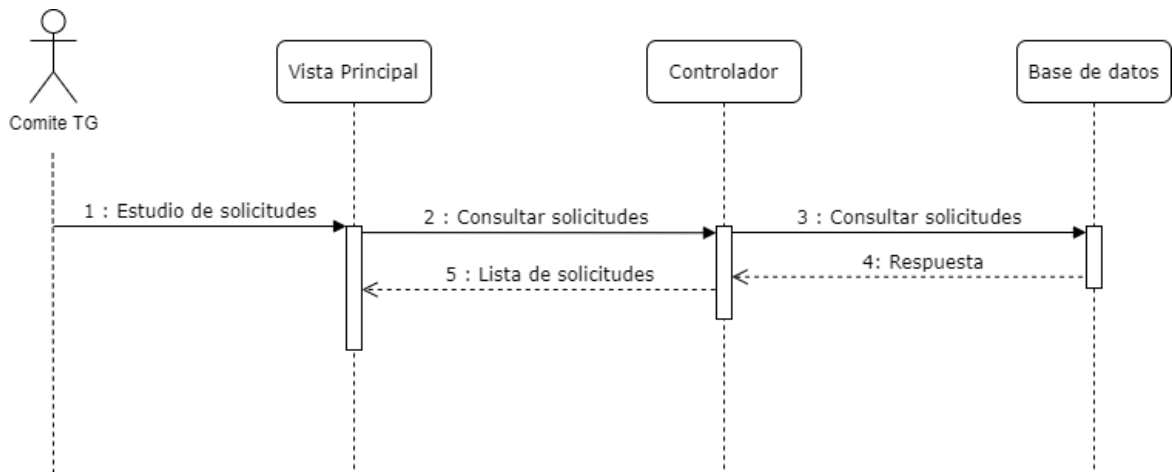 Vista Principal
Controlador
Base de datos
Comite TG
1 : Estudio de solicitudes
2 : Consultar solicitudes
3 : Consultar solicitudes
4: Respuesta
5 : Lista de solicitudes